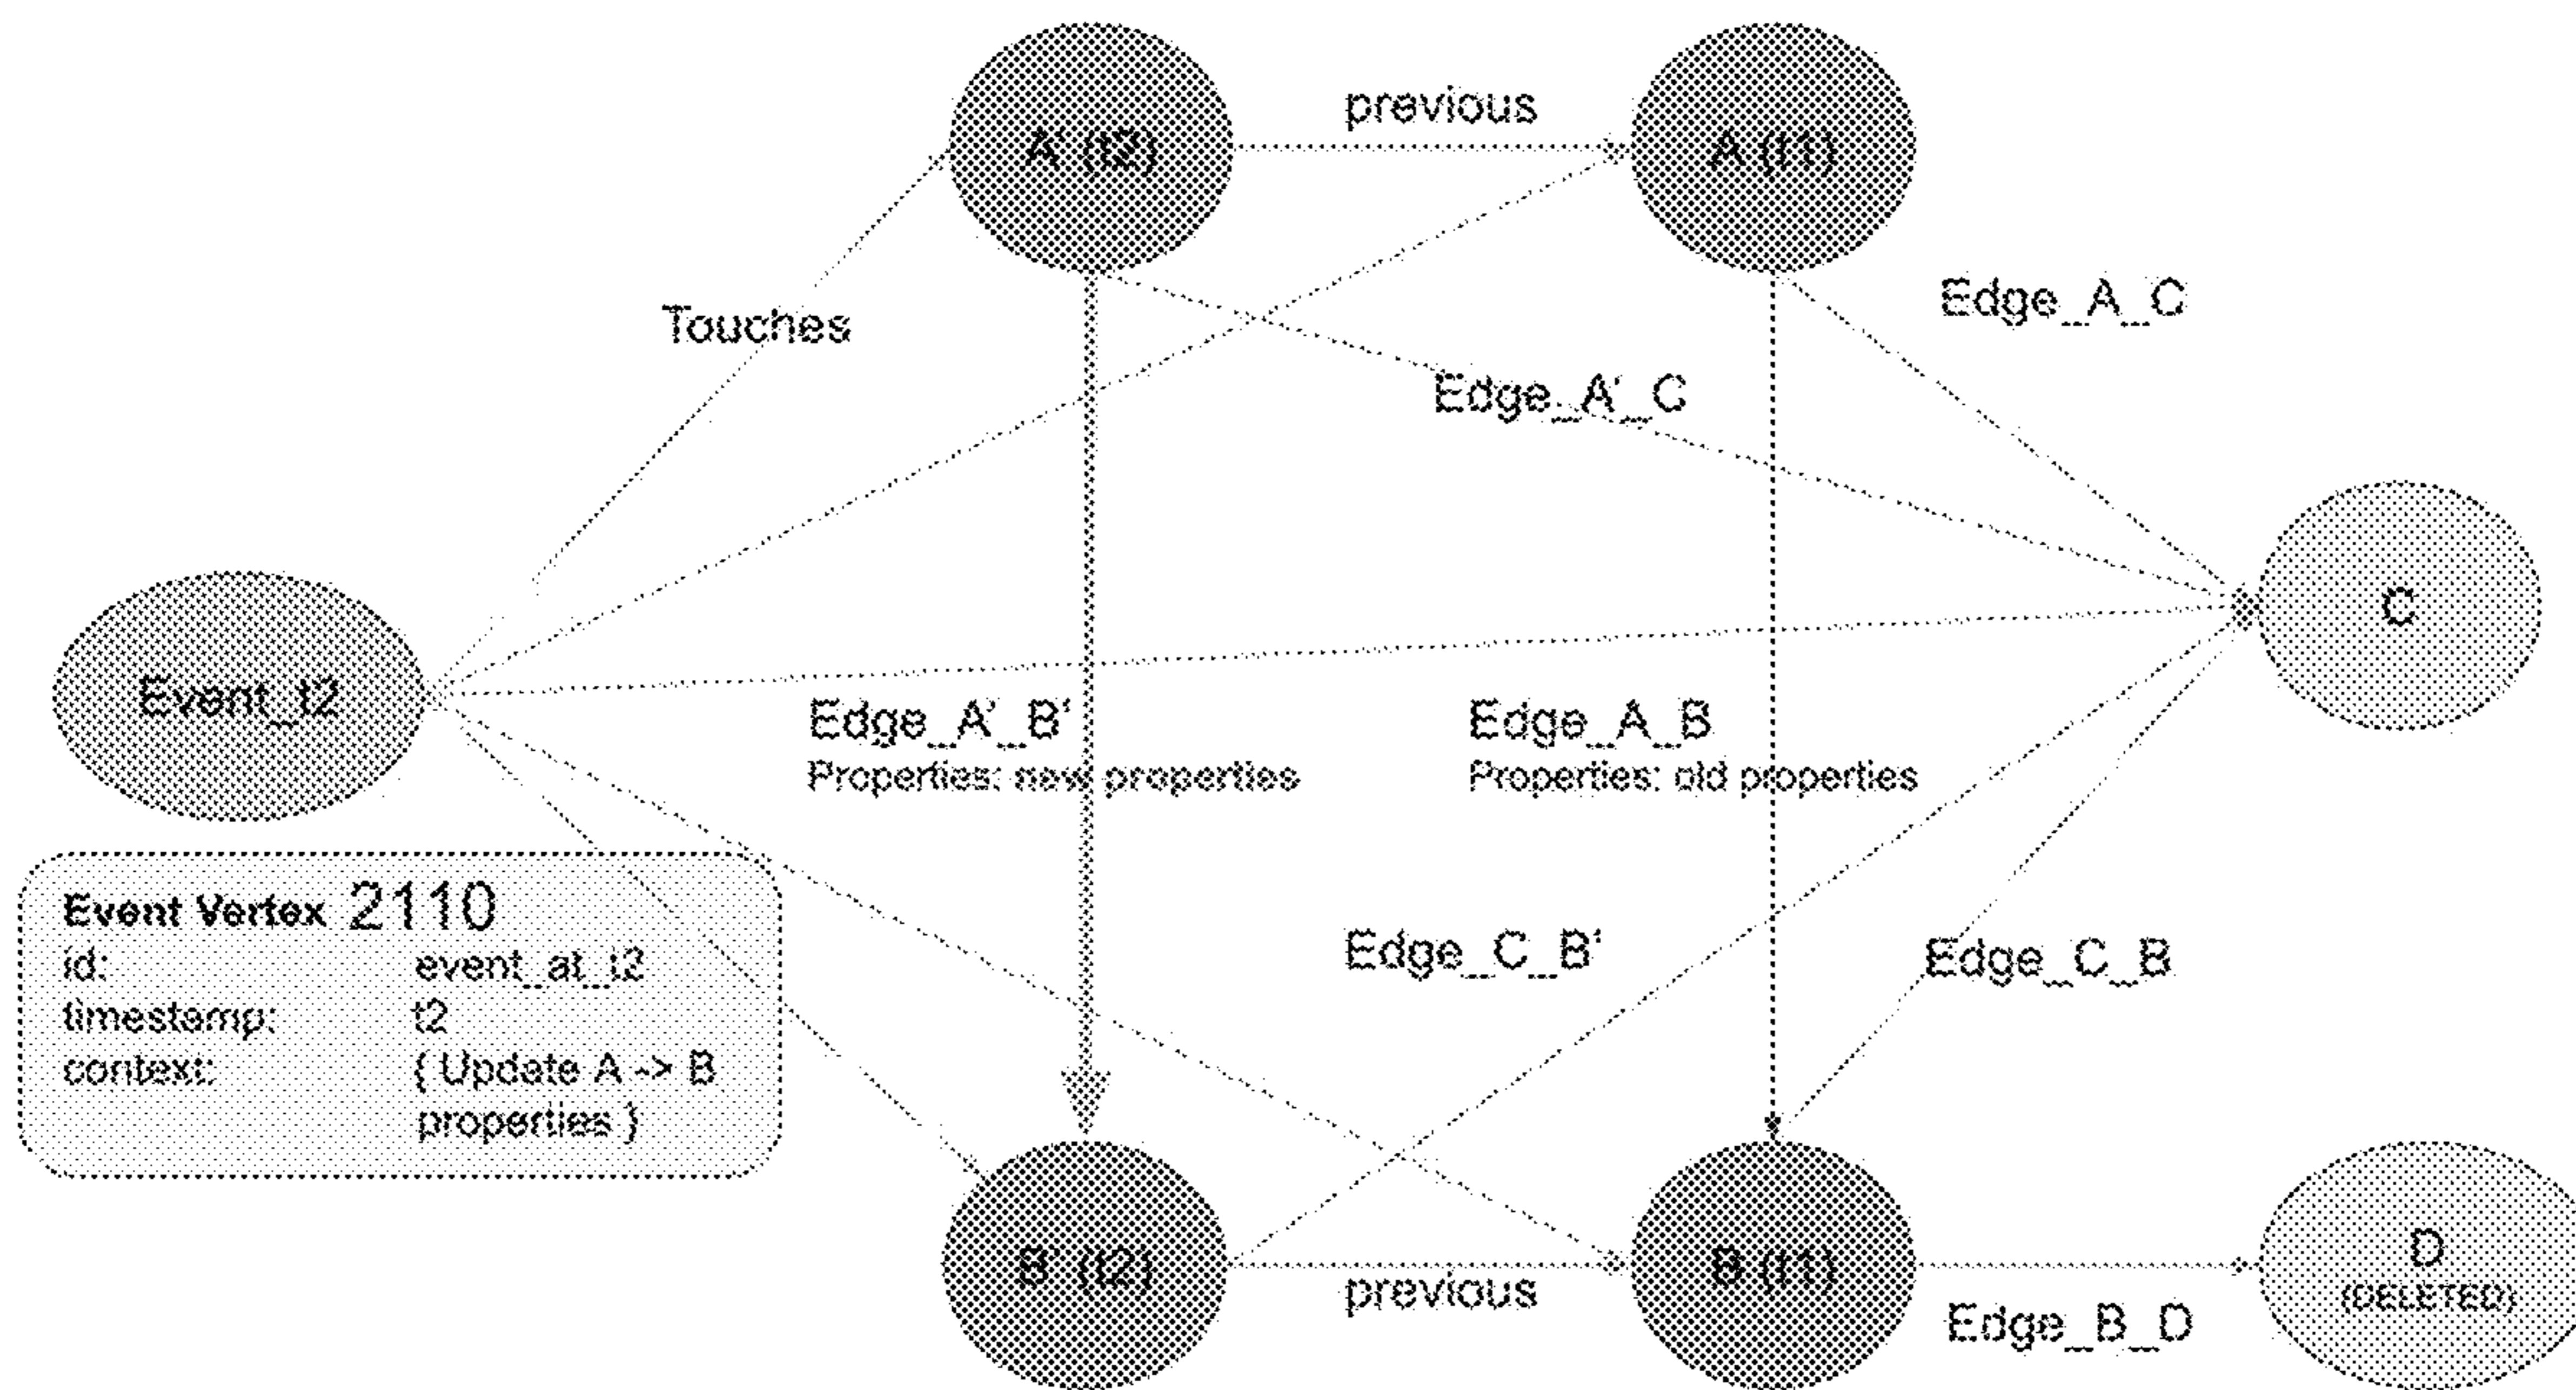 previous
A' (t2)
A (t1)
Edge_A_C
Touches
Edge_A'_C
C
Event_t2
Edge_A'_B'
Properties: new properties
Edge_A_B
Properties: old properties
Event Vertex 2110
id: event_at_t2
timestamp: t2
context: { Update A -> B
properties }
Edge_C_B'
Edge_C_B
B' (t2)
previous
B (t1)
D
(DELETED)
Edge_B_D